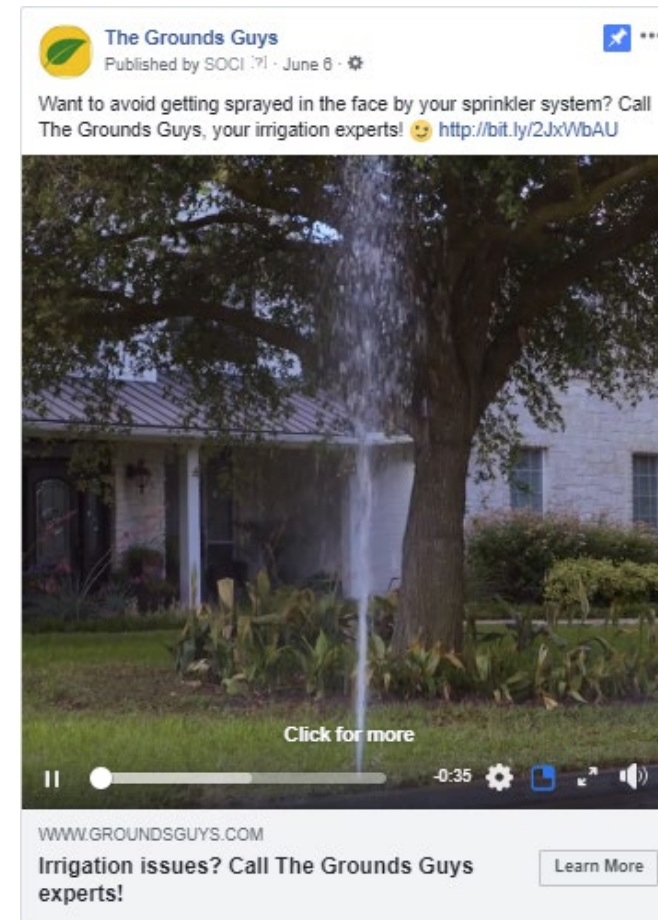 The Grounds Guys
Published by SOCI [?] · June 6 ·
Want to avoid getting sprayed in the face by your sprinkler system? Call
The Grounds Guys, your irrigation experts! 😉 http://bit.ly/2JxWbAU
Click for more
-0:35
WWW.GROUNDSGUYS.COM
Irrigation issues? Call The Grounds Guys
experts!
Learn More